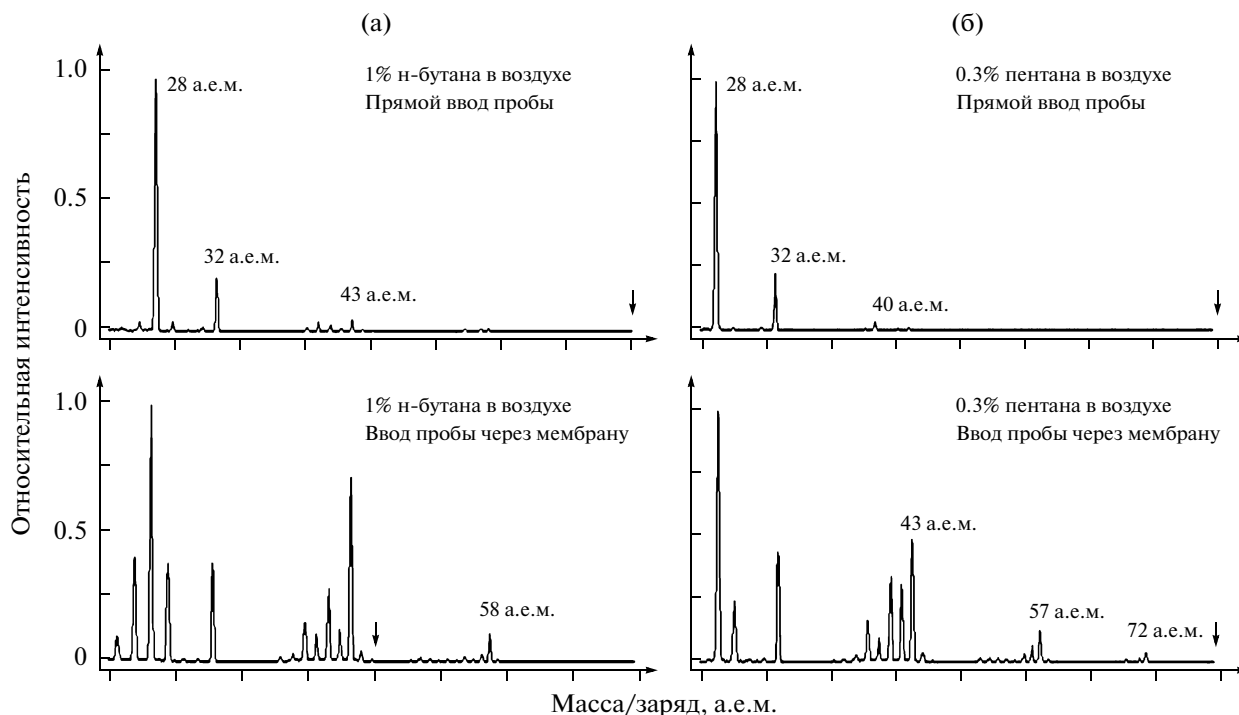 (а)
(б)
1.0
28 а.е.м.
1% н-бутана в воздухе
Прямой ввод пробы
28 а.е.м.
0.3% пентана в воздухе
Прямой ввод пробы
0.5
32 а.е.м.
43 а.е.м.
32 а.е.м.
40 а.е.м.
0
Относительная интенсивность
1.0
1% н-бутана в воздухе
Ввод пробы через мембрану
0.3% пентана в воздухе
Ввод пробы через мембрану
0.5
43 а.е.м.
58 а.е.м.
57 а.е.м.
72 а.е.м.
0
Масса/заряд, а.е.м.